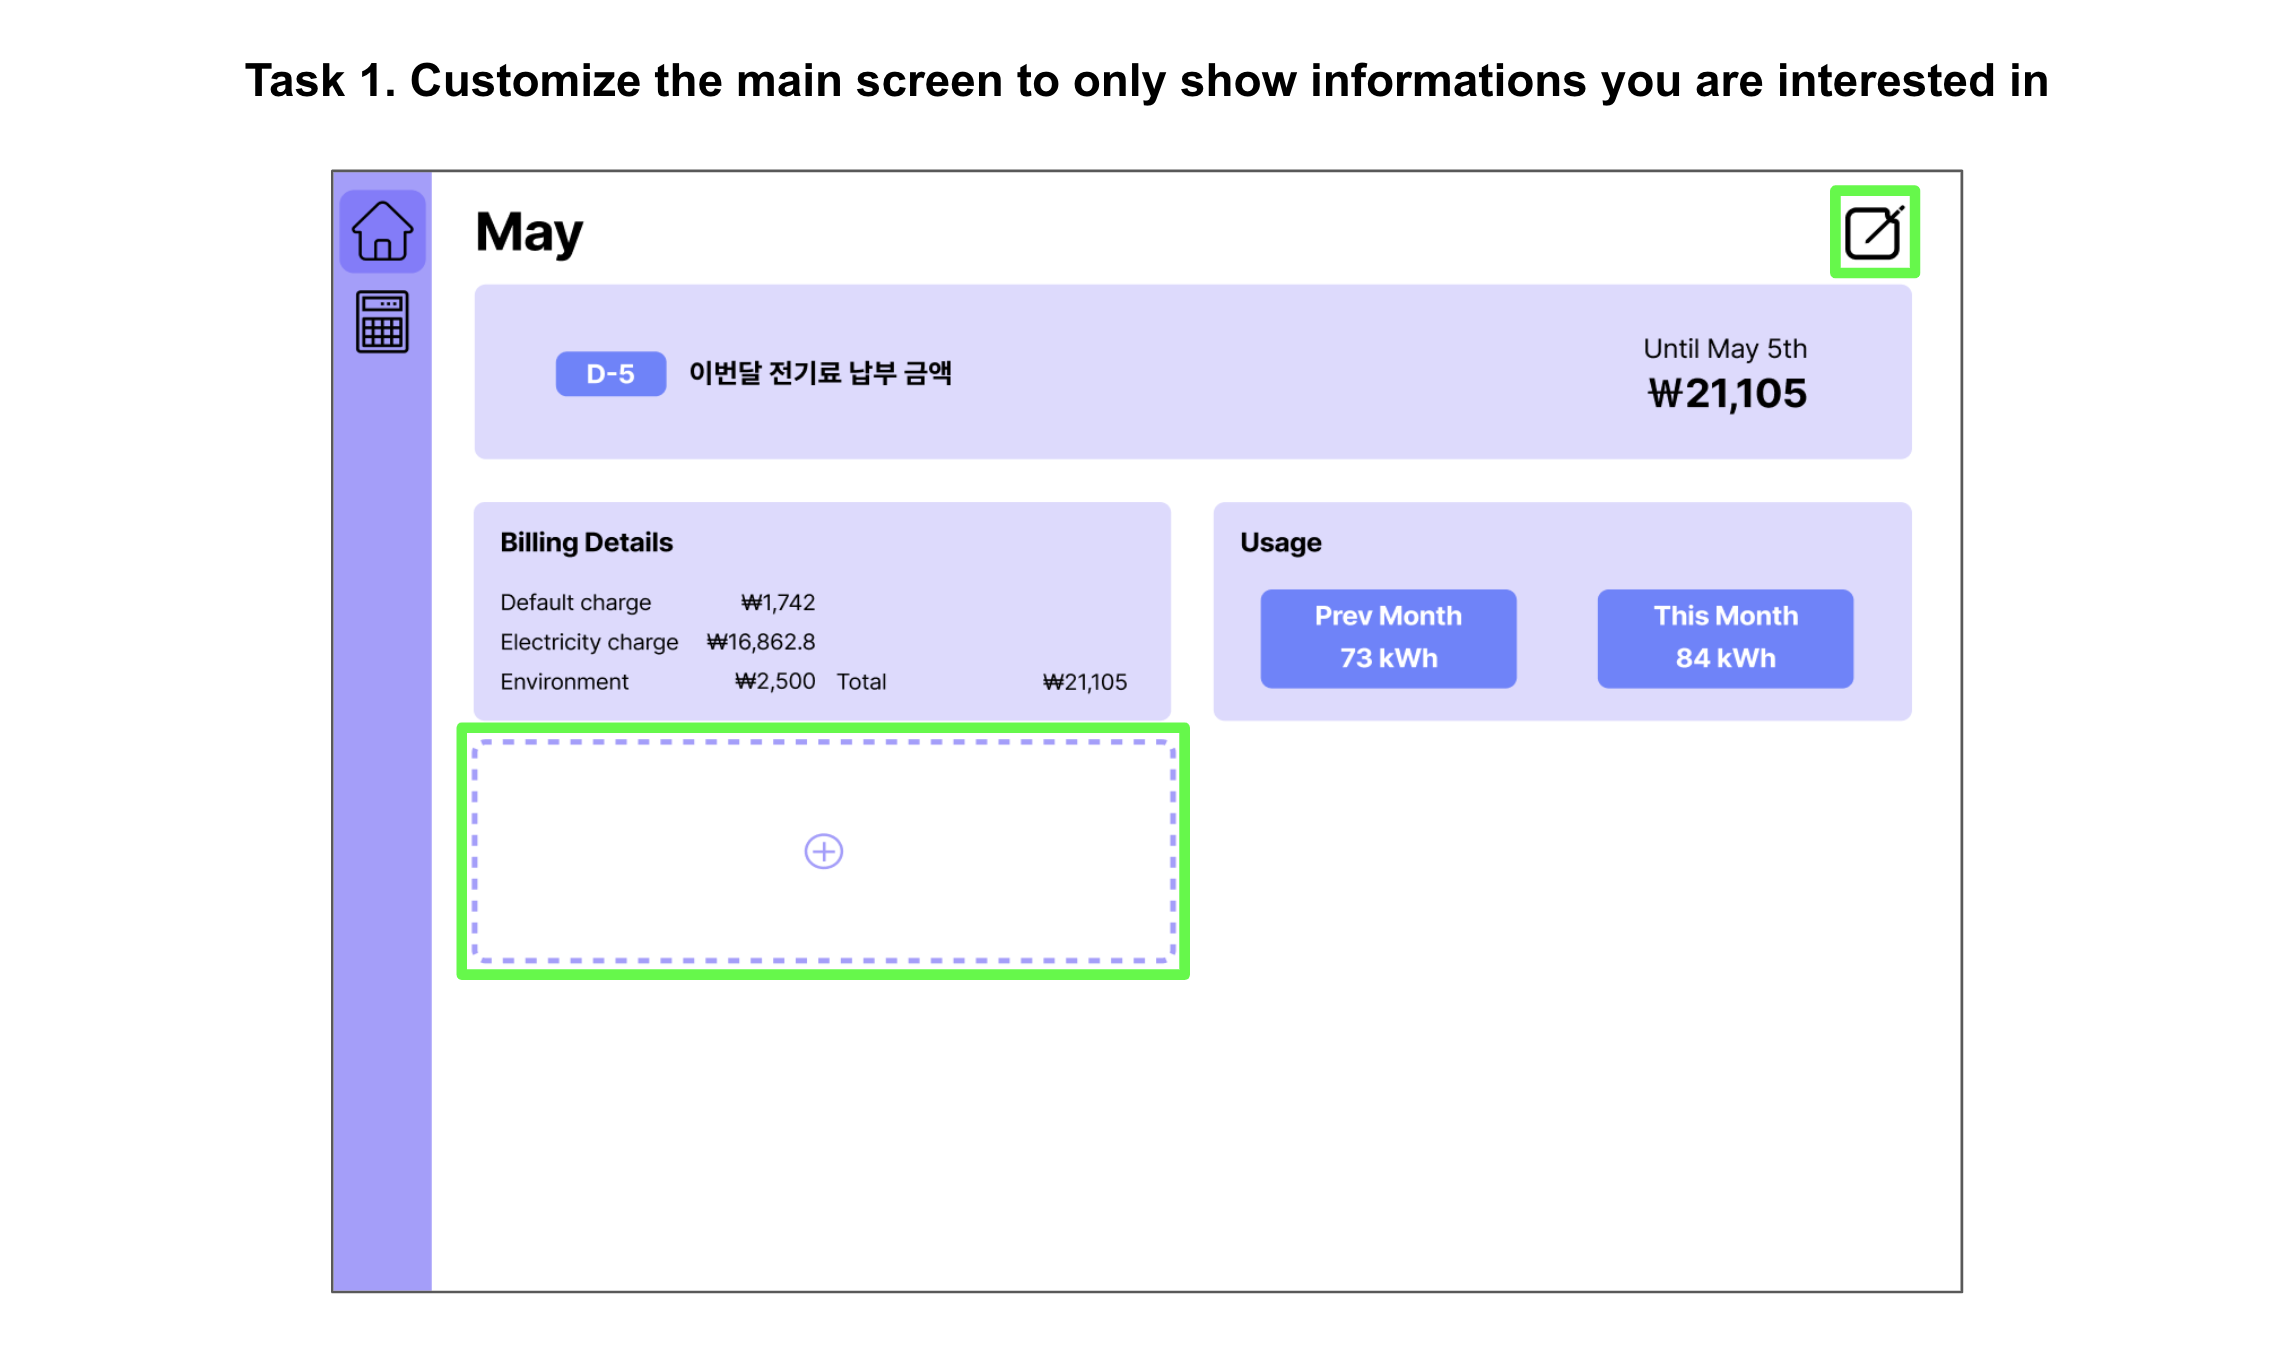 Task 1. Customize the main screen to only show informations you are interested in
May
D-5 이번달 전기료 납부 금액
Until May 5th
₩21,105
Billing Details
Default charge ₩1,742
Electricity charge ₩16,862.8
Environment ₩2,500 Total ₩21,105
Usage
Prev Month
73 kWh
This Month
84 kWh